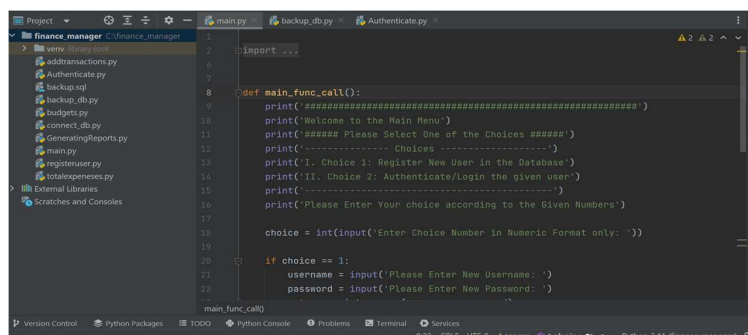 Project
main.py
backup_db.py
Authenticate.py
finance_manager C:\finance_manager
venv library root
addtransactions.py
Authenticate.py
backup.sql
backup_db.py
budgets.py
connect_db.py
GeneratingReports.py
main.py
registeruser.py
totalexpeneses.py
External Libraries
Scratches and Consoles
2 2
1
2 import ...
6
7
8 def main_func_call():
9 print('###########################################################')
10 print('Welcome to the Main Menu')
11 print('###### Please Select One of the Choices ######')
12 print('--------------- Choices -------------------')
13 print('I. Choice 1: Register New User in the Database')
14 print('II. Choice 2: Authenticate/Login the given user')
15 print('--------------------------------------------')
16 print('Please Enter Your choice according to the Given Numbers')
17
18 choice = int(input('Enter Choice Number in Numeric Format only: '))
19
20 if choice == 1:
21 username = input('Please Enter New Username: ')
22 password = input('Please Enter New Password: ')
main_func_call()
Version Control Python Packages TODO Python Console Problems Terminal Services